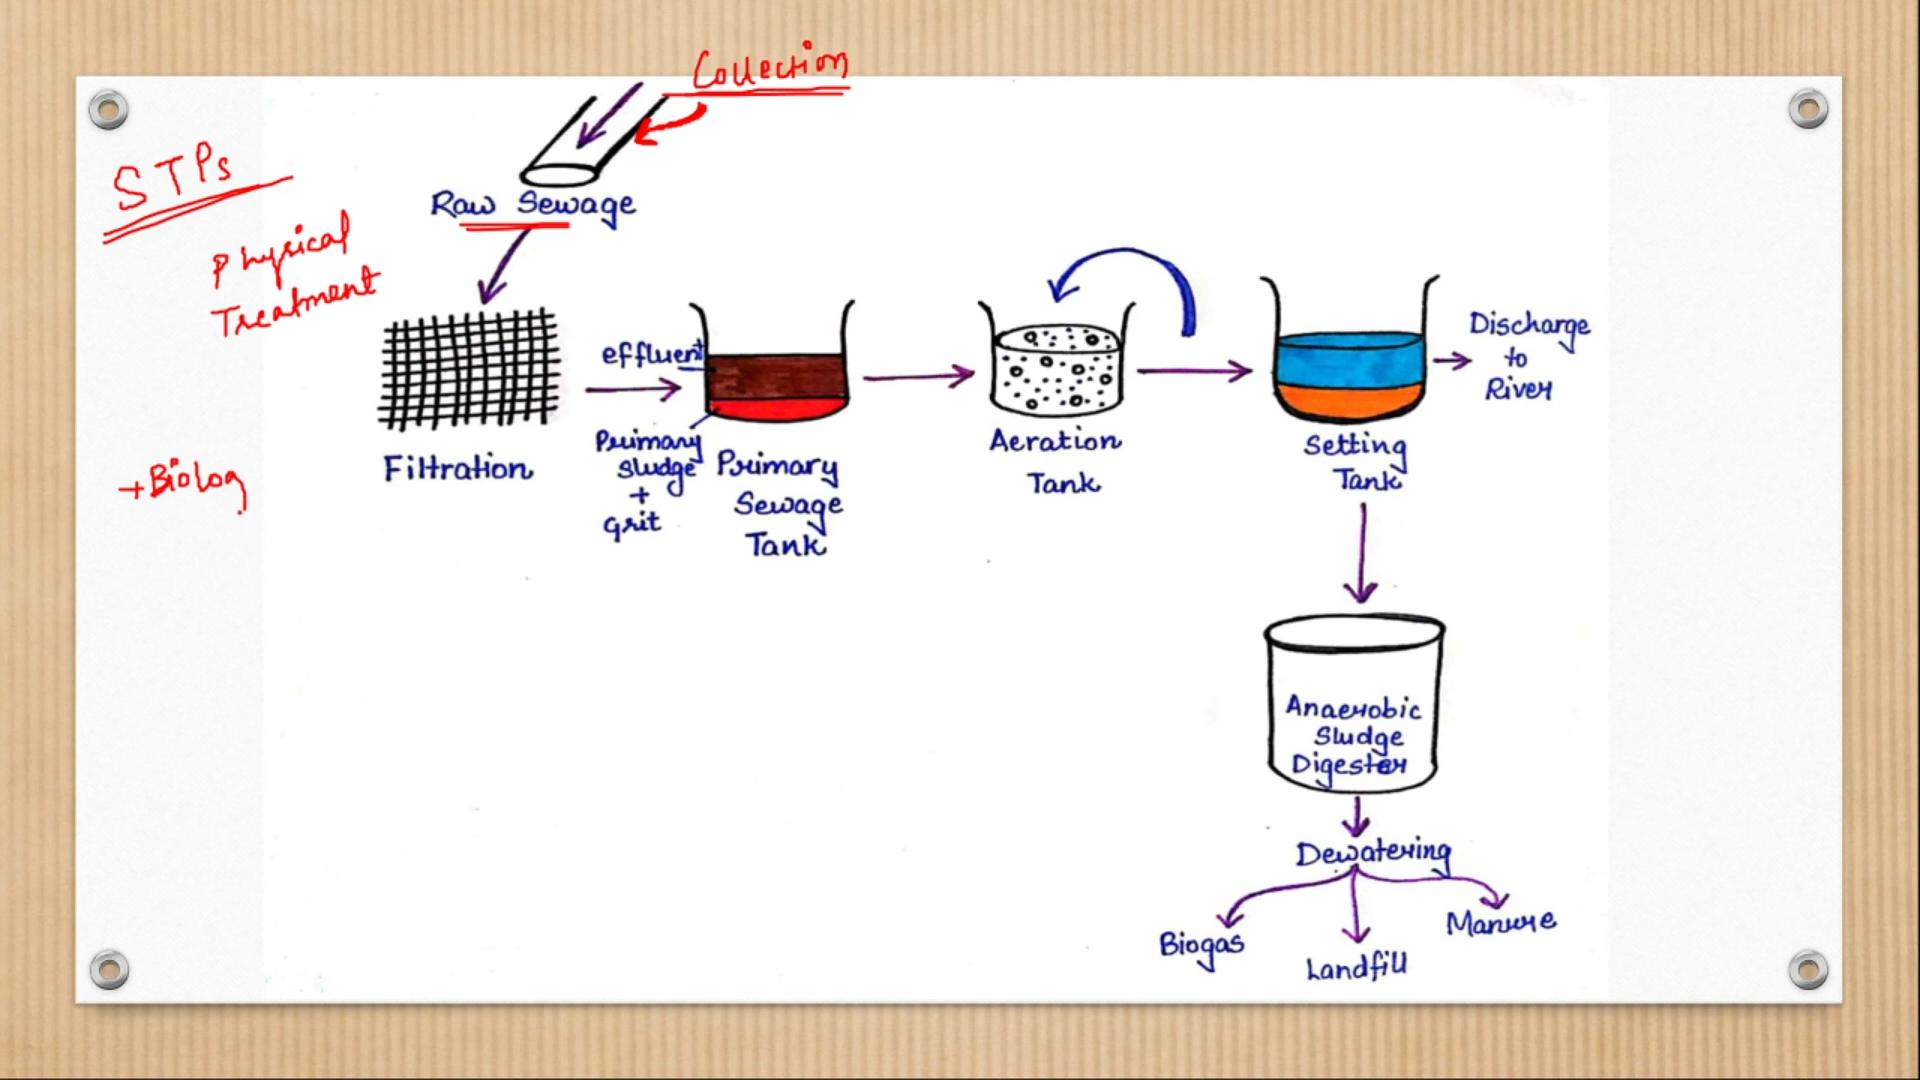 Collection
STPs
Raw Sewage
Physical
Treatment
effluent
Discharge
to
River
Primary
Sludge
+
Grit
Filtration
Primary
Sewage
Tank
Aeration
Tank
Setting
Tank
+Biolog
Anaerobic
Sludge
Digester
Dewatering
Biogas
Landfill
Manure